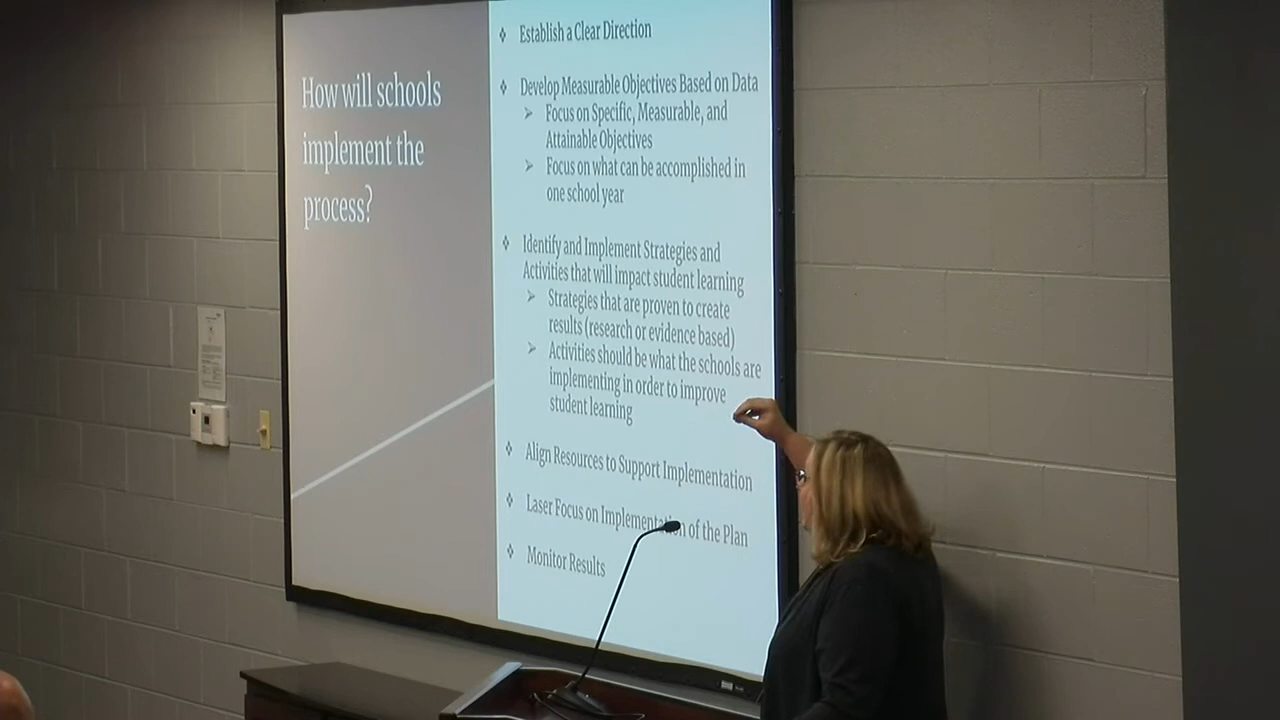 How will schools
implement the
process?
Establish a Clear Direction
Develop Measurable Objectives Based on Data
Focus on Specific, Measurable, and
Attainable Objectives
Focus on what can be accomplished in
one school year
Identify and Implement Strategies and
Activities that will impact student learning
Strategies that are proven to create
results (research or evidence based)
Activities should be what the schools are
implementing in order to improve
student learning
Align Resources to Support Implementation
Laser Focus on Implementation of the Plan
Monitor Results